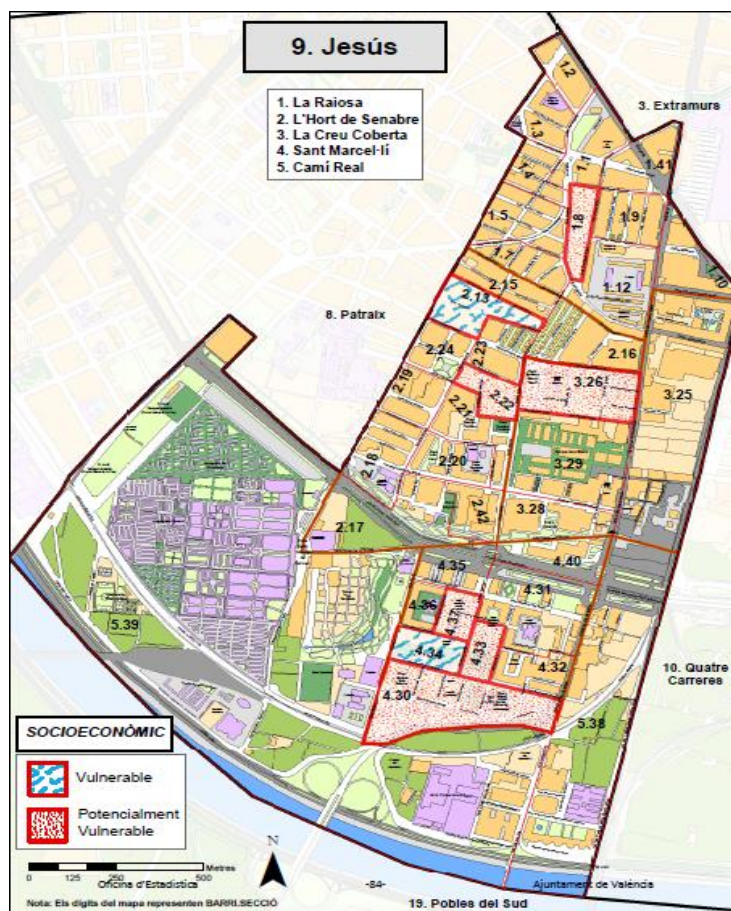 9. Jesús
1. La Raiosa
2. L'Hort de Senabre
3. La Creu Coberta
4. Sant Marcel·lí
5. Camí Real
3. Extramurs
8. Patraix
10. Quatre
Carreres
19. Pobles del Sud
1.2
1.3
1.1
1.41
1.4
1.8
1.9
1.5
1.7
1.10
1.12
2.15
2.13
2.16
2.24
2.23
3.26
3.25
2.19
2.22
2.21
3.29
2.20
2.18
3.28
2.42
2.17
4.40
4.35
4.31
4.36
4.37
4.34
4.33
4.32
4.30
5.39
5.38
SOCIOECONÒMIC
Vulnerable
Potencialment
Vulnerable
N
Metres
0 125 250 500
Oficina d'Estadística
-84-
Ajuntament de València
Nota: Els dígits del mapa representen BARRI.SECCIÓ